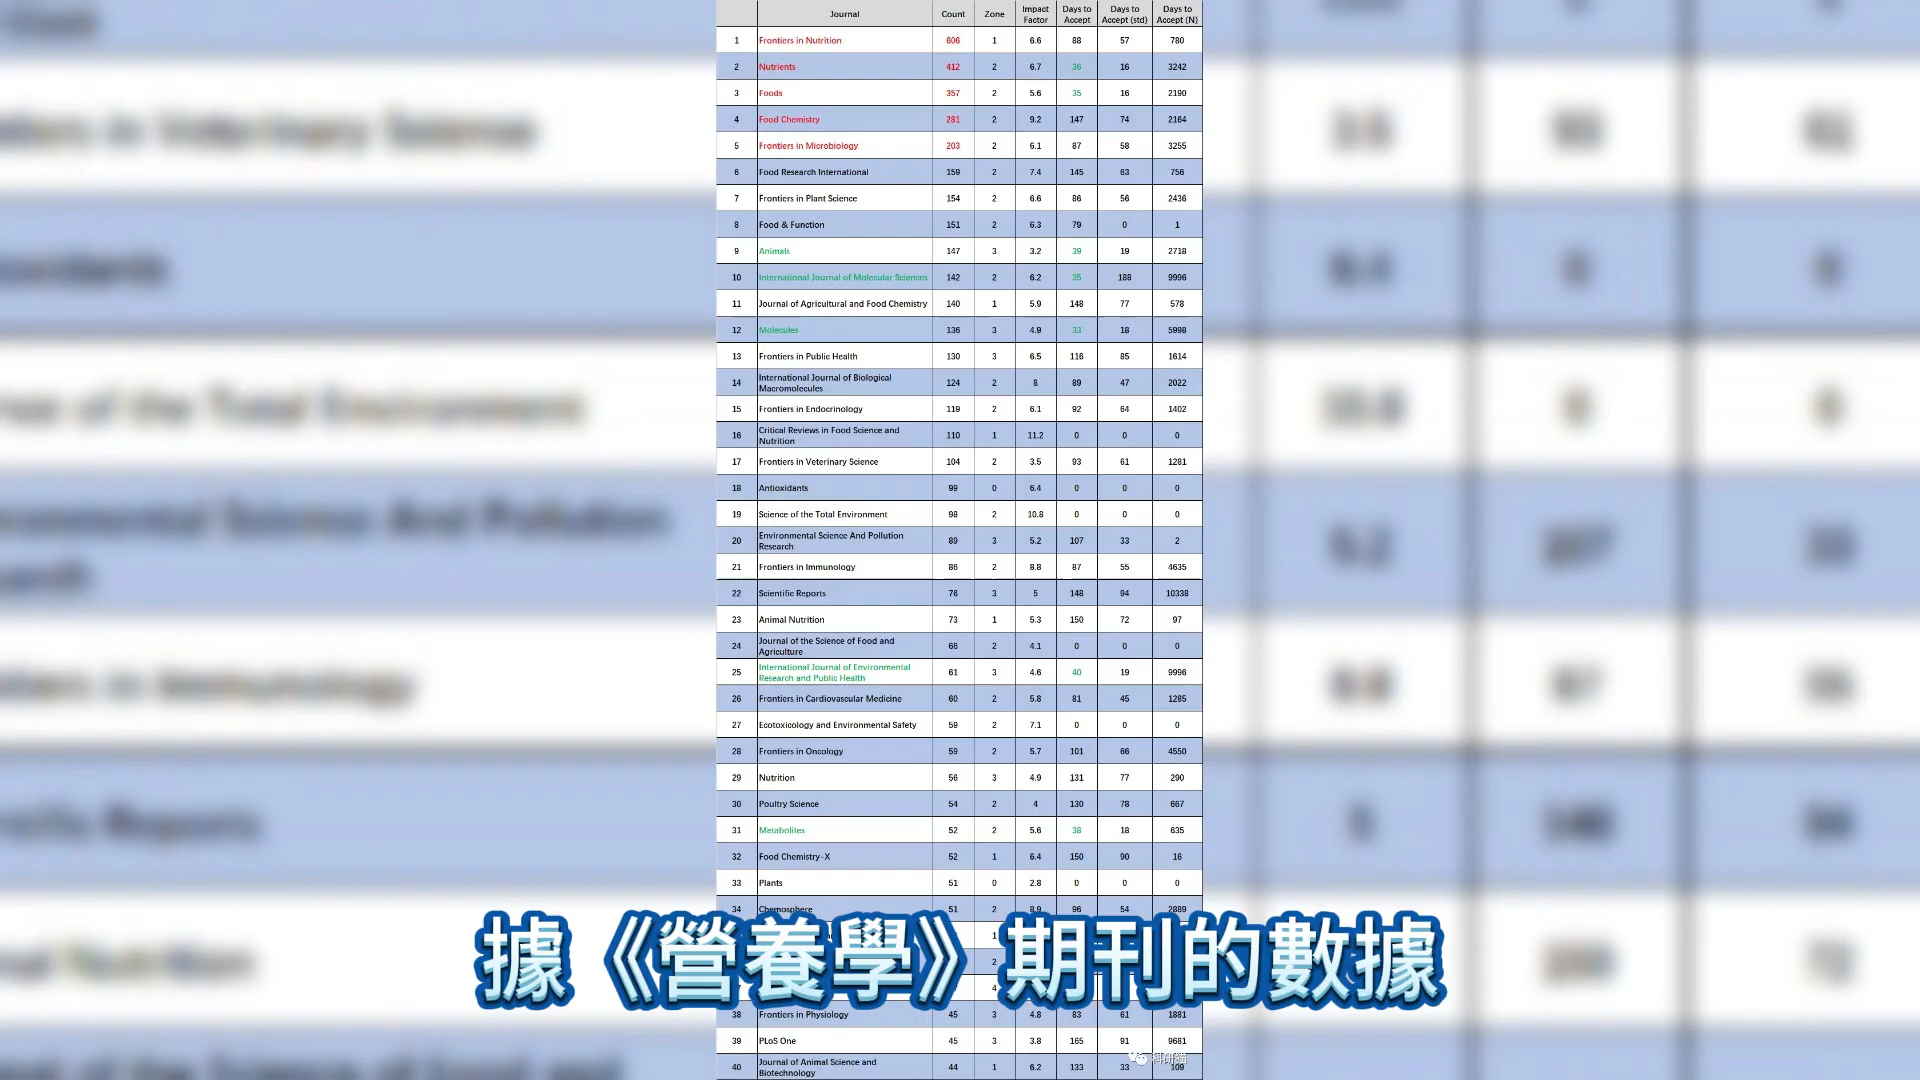 Journal Count Zone Impact Factor Days to Accept Days to Accept (std) Days to Accept (N)
1 Frontiers in Nutrition 606 1 6.6 88 57 780
2 Nutrients 412 2 6.7 36 16 3242
3 Foods 357 2 5.6 35 16 2190
4 Food Chemistry 281 2 9.2 147 74 2164
5 Frontiers in Microbiology 203 2 6.1 87 58 3255
6 Food Research International 159 2 7.4 145 63 756
7 Frontiers in Plant Science 154 2 6.6 86 56 2436
8 Food & Function 151 2 6.3 79 0 1
9 Animals 147 3 3.2 39 19 2718
10 International Journal of Molecular Sciences 142 2 6.2 35 188 9996
11 Journal of Agricultural and Food Chemistry 140 1 5.9 148 77 578
12 Molecules 136 3 4.9 33 18 5998
13 Frontiers in Public Health 130 3 6.5 116 85 1614
14 International Journal of Biological Macromolecules 124 2 8 89 47 2022
15 Frontiers in Endocrinology 119 2 6.1 92 64 1402
16 Critical Reviews in Food Science and Nutrition 110 1 11.2 0 0 0
17 Frontiers in Veterinary Science 104 2 3.5 93 61 1281
18 Antioxidants 99 0 6.4 0 0 0
19 Science of the Total Environment 98 2 10.8 0 0 0
20 Environmental Science And Pollution Research 89 3 5.2 107 33 2
21 Frontiers in Immunology 86 2 8.8 87 55 4635
22 Scientific Reports 76 3 5 148 94 10338
23 Animal Nutrition 73 1 5.3 150 72 97
24 Journal of the Science of Food and Agriculture 66 2 4.1 0 0 0
25 International Journal of Environmental Research and Public Health 61 3 4.6 40 19 9996
26 Frontiers in Cardiovascular Medicine 60 2 5.8 81 45 1285
27 Ecotoxicology and Environmental Safety 59 2 7.1 0 0 0
28 Frontiers in Oncology 59 2 5.7 101 66 4550
29 Nutrition 56 3 4.9 131 77 290
30 Poultry Science 54 2 4 130 78 667
31 Metabolites 52 2 5.6 38 18 635
32 Food Chemistry-X 52 1 6.4 150 90 16
33 Plants 51 0 2.8 0 0 0
34 Chemosphere 51 2 8.9 96 54 2889
1
2
4
據《營養學》期刊的數據
38 Frontiers in Physiology 45 3 4.8 83 61 1881
39 PLoS One 45 3 3.8 165 91 9681
40 Journal of Animal Science and Biotechnology 44 1 6.2 133 33 109
科研猫